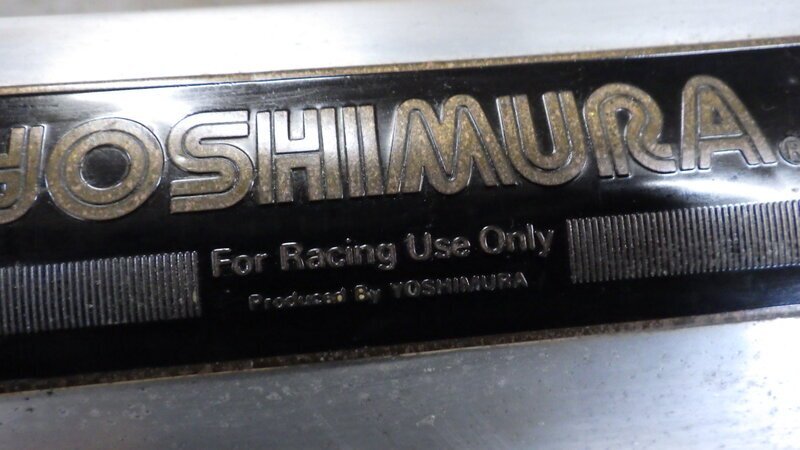 YOSHIMURA®
For Racing Use Only
Produced By YOSHIMURA